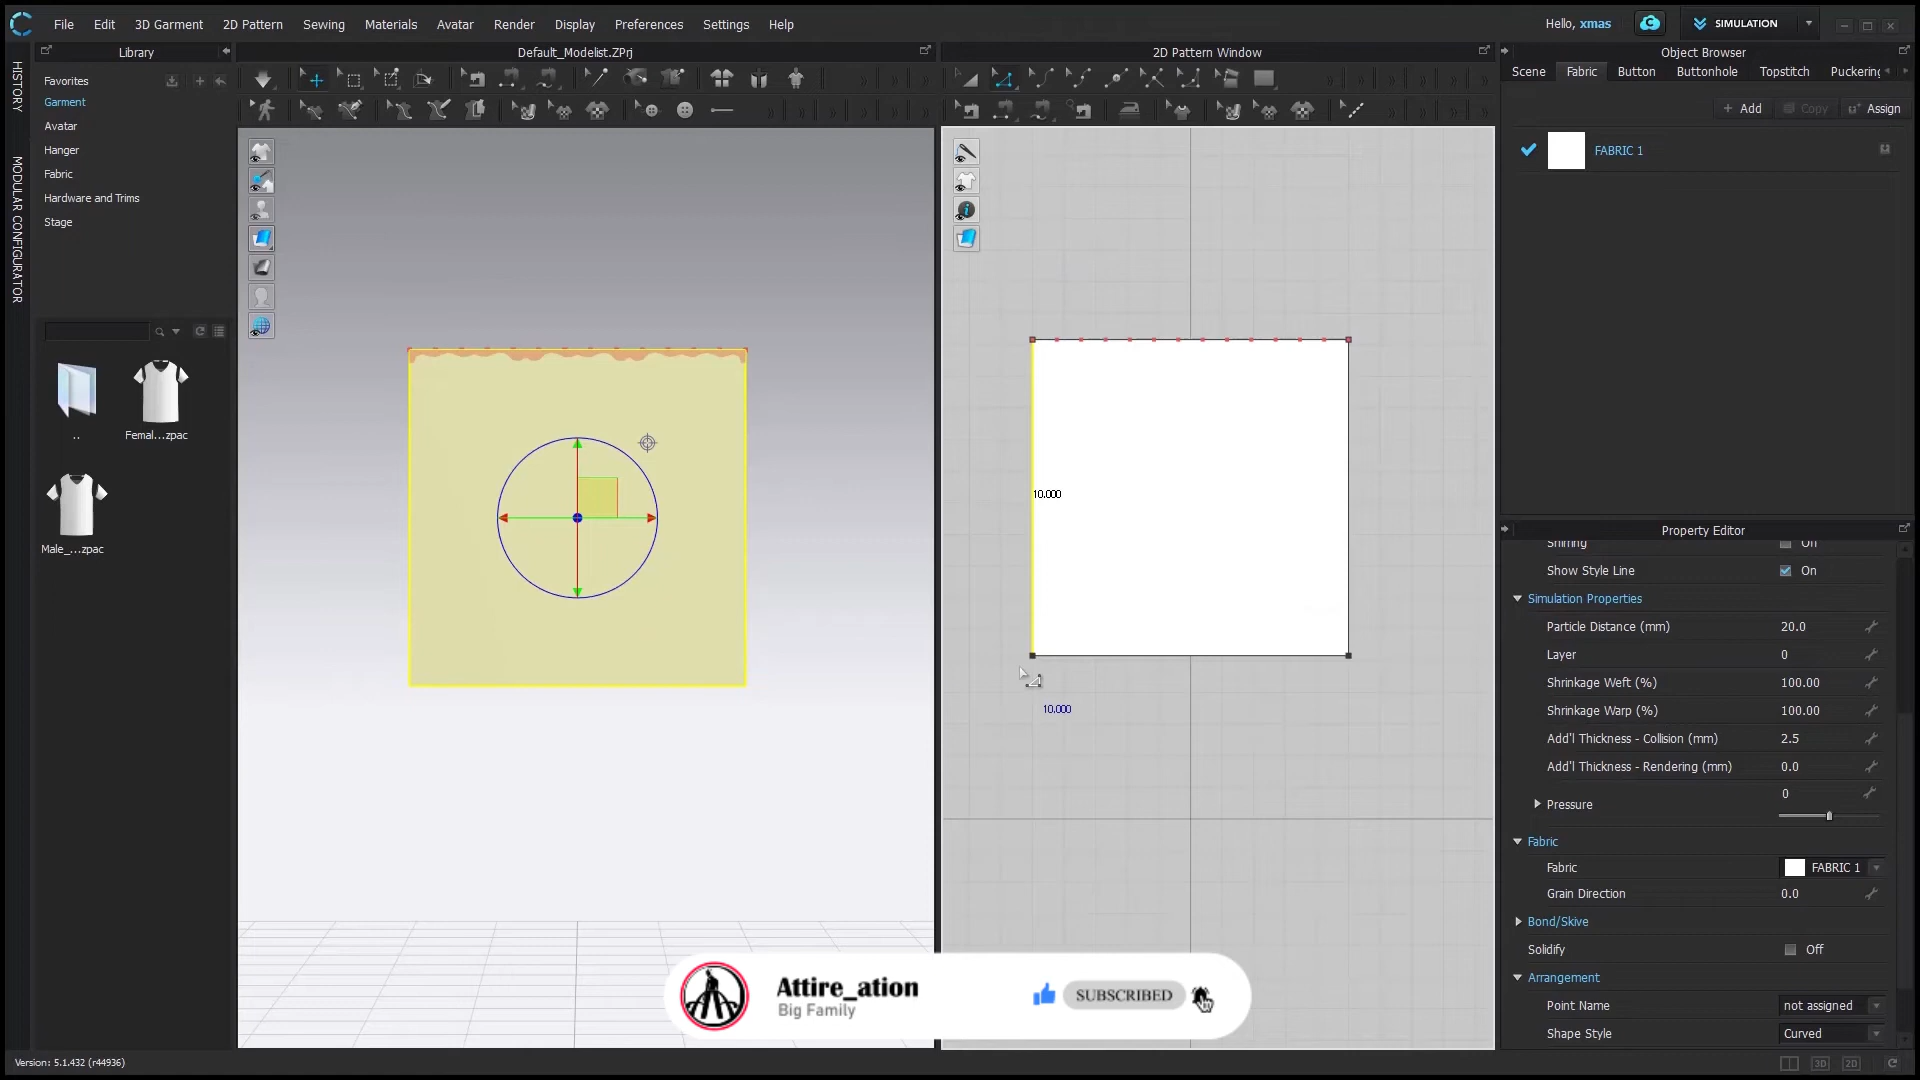 File Edit 3D Garment 2D Pattern Sewing Materials Avatar Render Display Preferences Settings Help
Hello, xmas
SIMULATION
Library
Default_Modelist.ZPrj
2D Pattern Window
Object Browser
HISTORY
MODULAR CONFIGURATOR
Favorites
Garment
Avatar
Hanger
Fabric
Hardware and Trims
Stage
..
Femal...zpac
Male_...zpac
Scene Fabric Button Buttonhole Topstitch Puckering
Add Copy Assign
FABRIC 1
10.000
10.000
Property Editor
Shirring Off
Show Style Line On
Simulation Properties
Particle Distance (mm) 20.0
Layer 0
Shrinkage Weft (%) 100.00
Shrinkage Warp (%) 100.00
Add'l Thickness - Collision (mm) 2.5
Add'l Thickness - Rendering (mm) 0.0
Pressure 0
Fabric
Fabric FABRIC 1
Grain Direction 0.0
Bond/Skive
Solidify Off
Arrangement
Point Name not assigned
Shape Style Curved
Attire_ation
Big Family
SUBSCRIBED
Version: 5.1.432 (r44936)
3D 2D